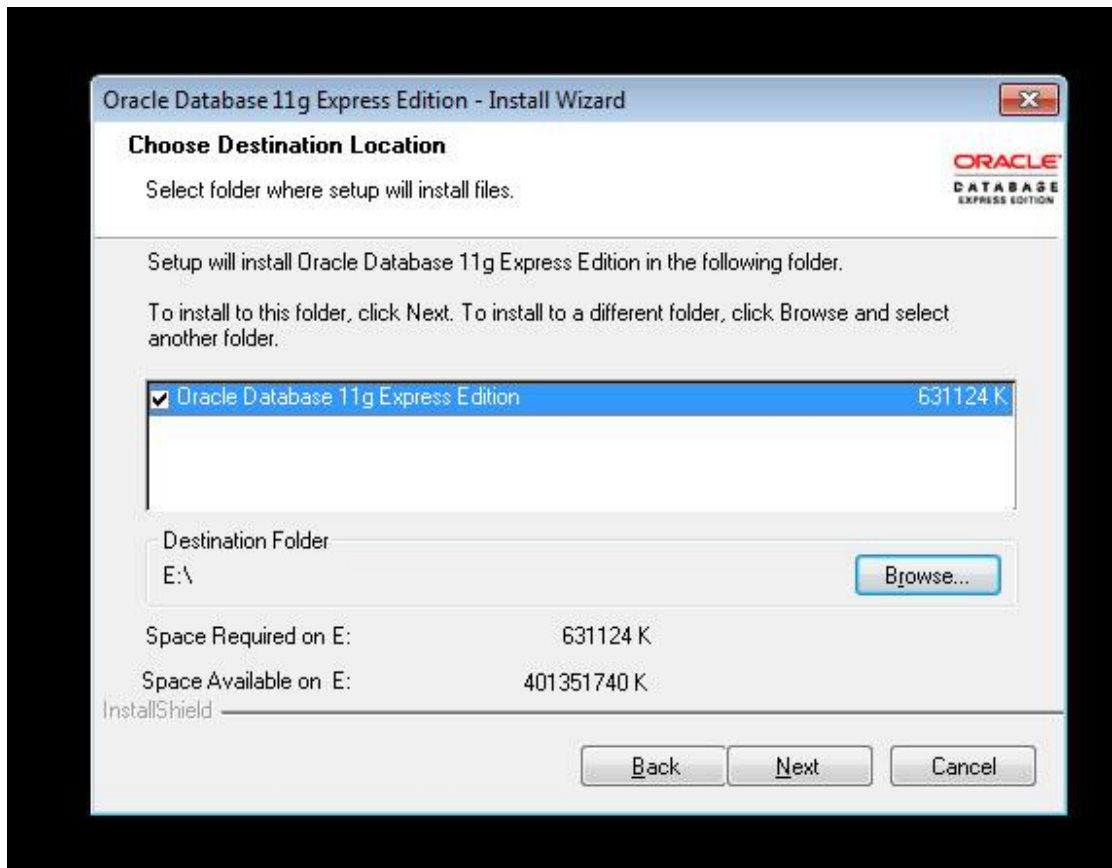 Oracle Database 11g Express Edition - Install Wizard
Choose Destination Location
Select folder where setup will install files.
ORACLE
DATABASE
EXPRESS EDITION
Setup will install Oracle Database 11g Express Edition in the following folder.
To install to this folder, click Next. To install to a different folder, click Browse and select
another folder.
Oracle Database 11g Express Edition 631124 K
Destination Folder
E:\
Browse...
Space Required on E: 631124 K
Space Available on E: 401351740 K
InstallShield
Back Next Cancel